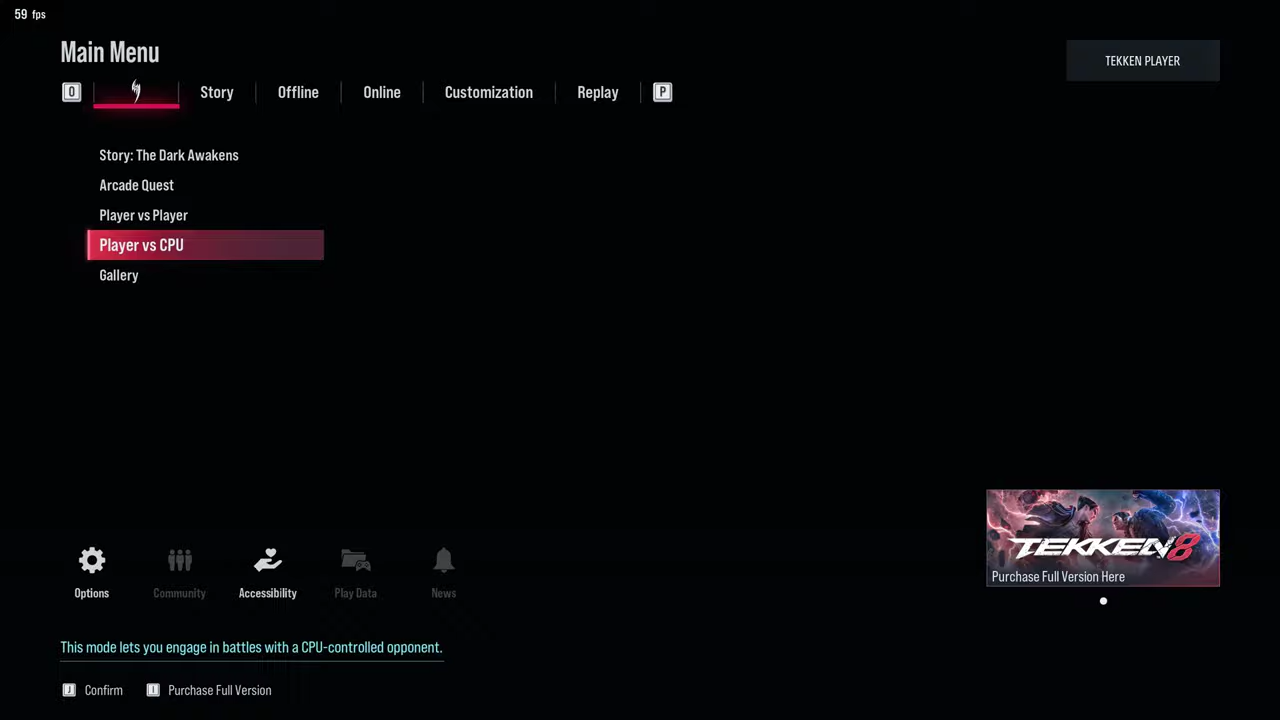 59 fps
Main Menu
TEKKEN PLAYER
O Story Offline Online Customization Replay P
Story: The Dark Awakens
Arcade Quest
Player vs Player
Player vs CPU
Gallery
TEKKEN 8
Purchase Full Version Here
Options Community Accessibility Play Data News
This mode lets you engage in battles with a CPU-controlled opponent.
J Confirm I Purchase Full Version